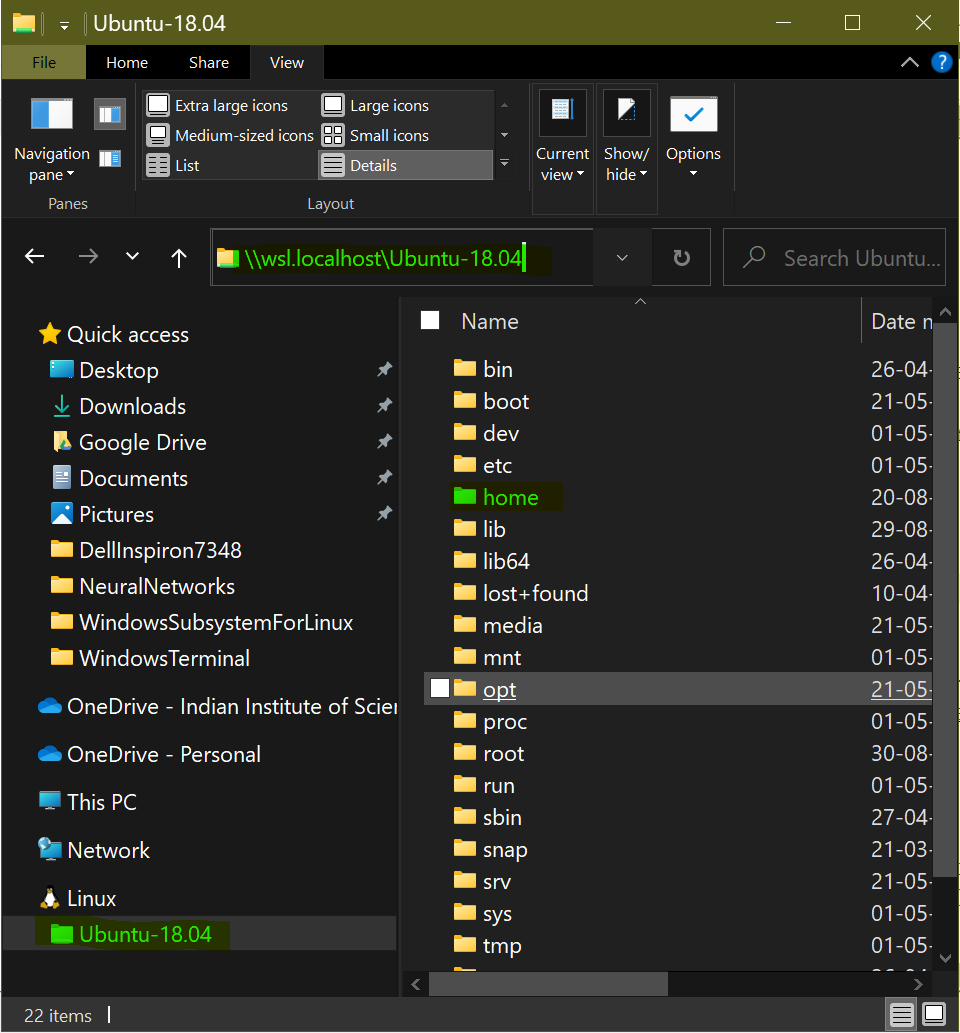 Ubuntu-18.04
File Home Share View
?
Extra large icons Large icons
Medium-sized icons Small icons
List Details
Navigation pane
Current view
Show/ hide
Options
Panes
Layout
\\wsl.localhost\Ubuntu-18.04
Search Ubuntu...
Quick access
Desktop
Downloads
Google Drive
Documents
Pictures
DellInspiron7348
NeuralNetworks
WindowsSubsystemForLinux
WindowsTerminal
OneDrive - Indian Institute of Scier
OneDrive - Personal
This PC
Network
Linux
Ubuntu-18.04
Name Date m
bin 26-04-
boot 21-05-
dev 01-05-
etc 01-05-
home 20-08-
lib 29-08-
lib64 26-04-
lost+found 10-04-
media 21-05-
mnt 01-05-
opt 21-05-
proc 01-05-
root 30-08-
run 01-05-
sbin 27-04-
snap 21-03-
srv 21-05-
sys 01-05-
tmp 01-05-
22 items